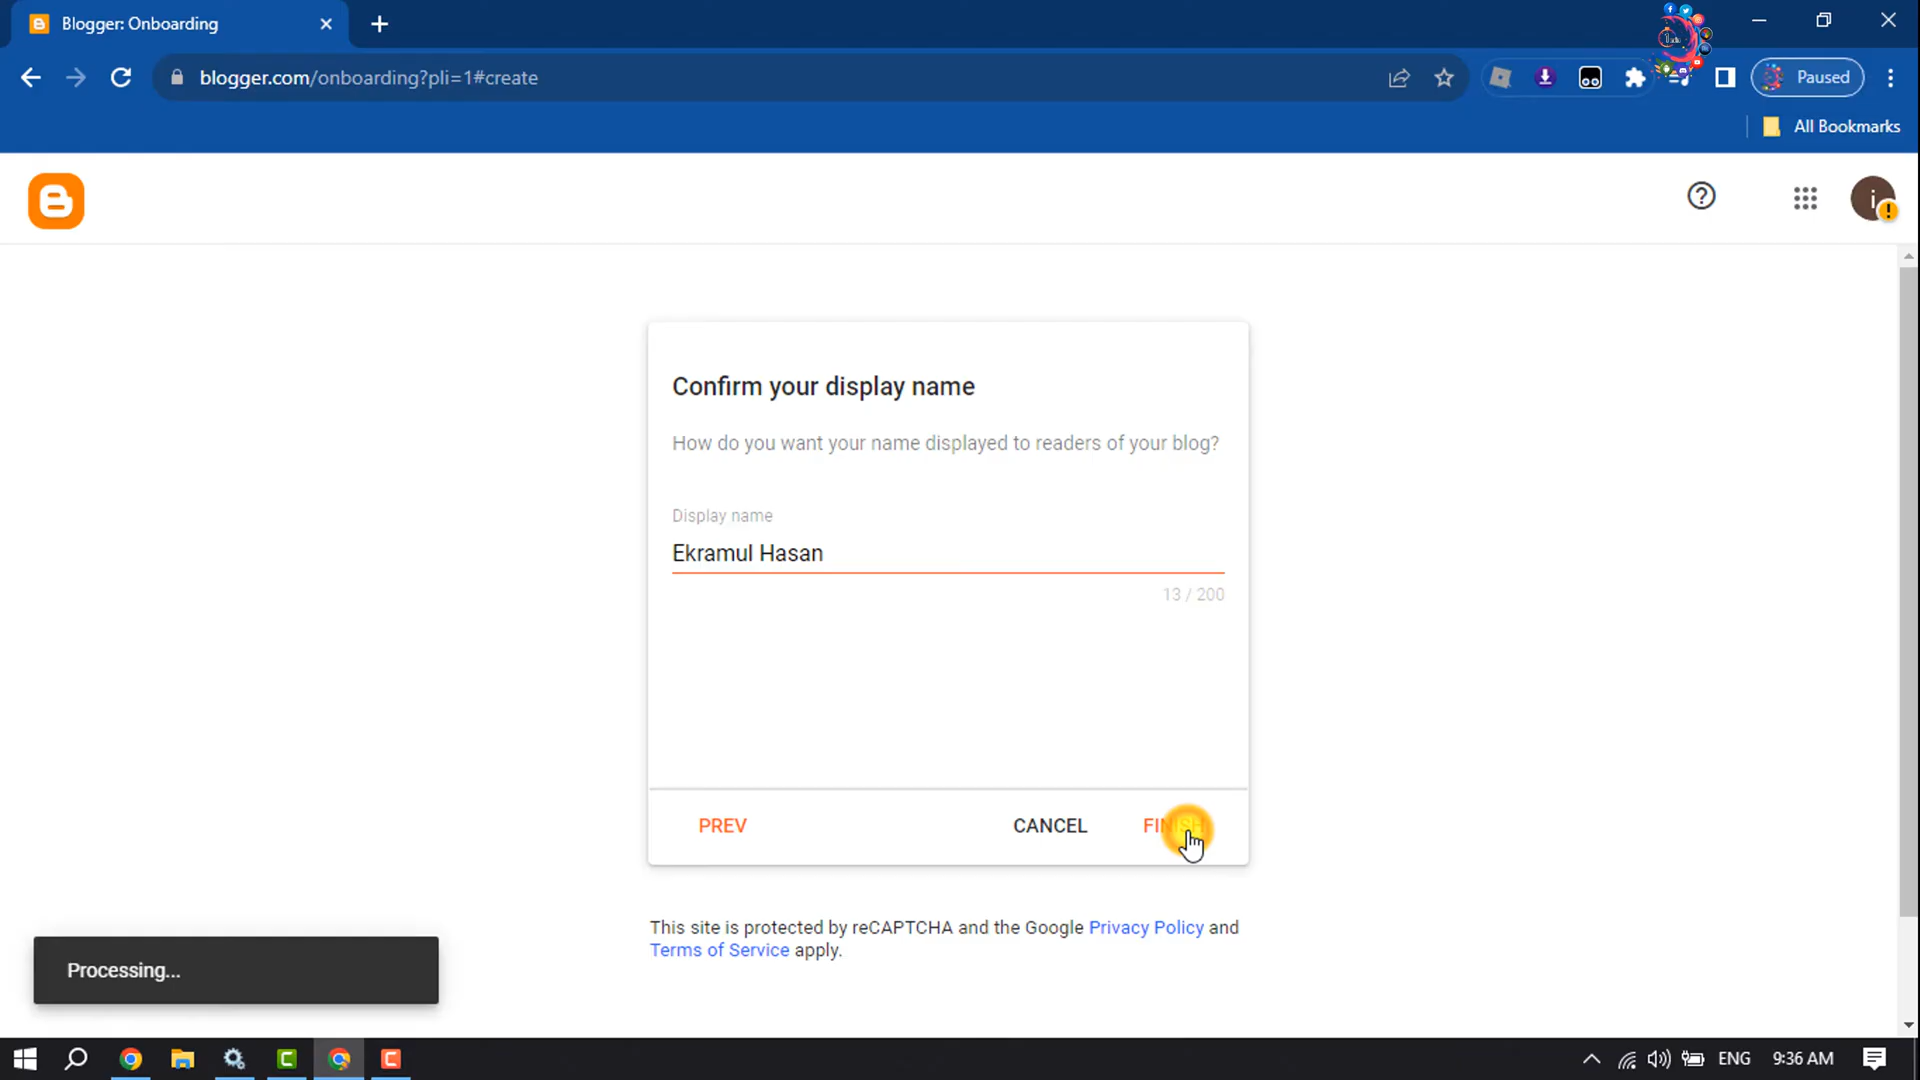 Blogger: Onboarding
blogger.com/onboarding?pli=1#create
Paused
All Bookmarks
i
Confirm your display name
How do you want your name displayed to readers of your blog?
Display name
Ekramul Hasan
13 / 200
PREV
CANCEL
FINISH
This site is protected by reCAPTCHA and the Google Privacy Policy and
Terms of Service apply.
Processing...
ENG
9:36 AM